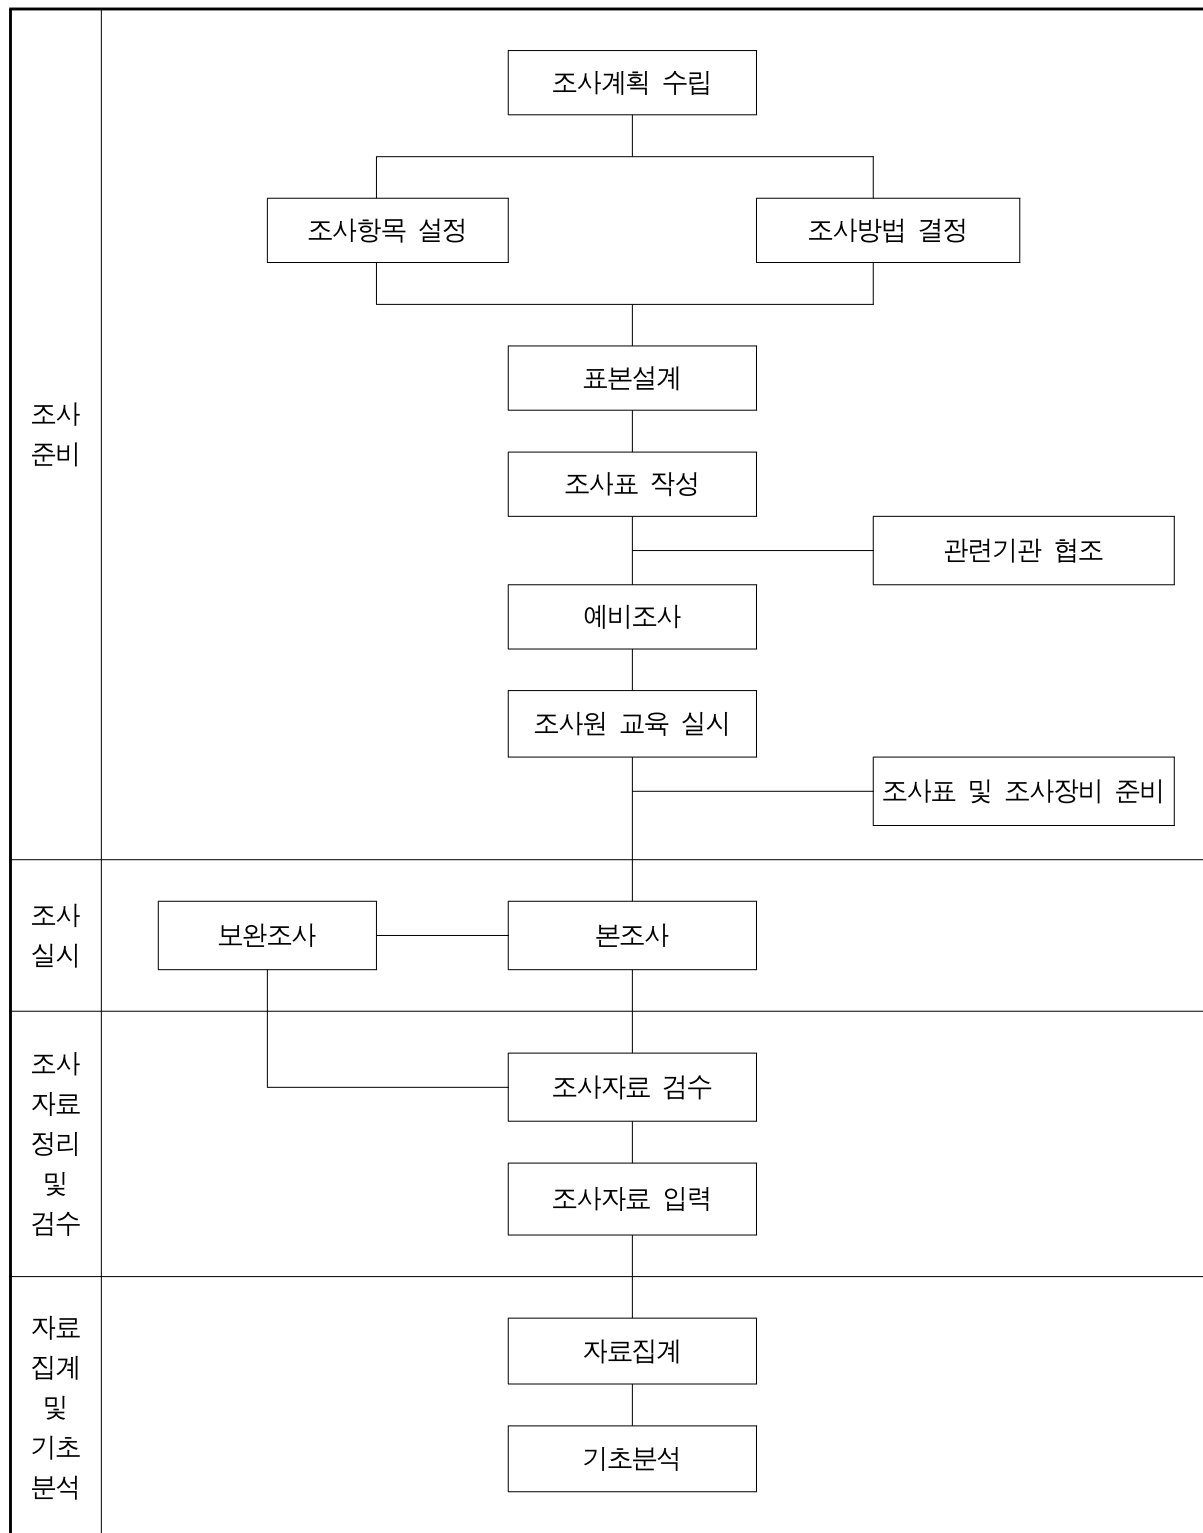 조사계획 수립
조사항목 설정
조사방법 결정
표본설계
조사
준비
조사표 작성
관련기관 협조
예비조사
조사원 교육 실시
조사표 및 조사장비 준비
조사
실시
보완조사
본조사
조사
자료
정리
및
검수
조사자료 검수
조사자료 입력
자료
집계
및
기초
분석
자료집계
기초분석